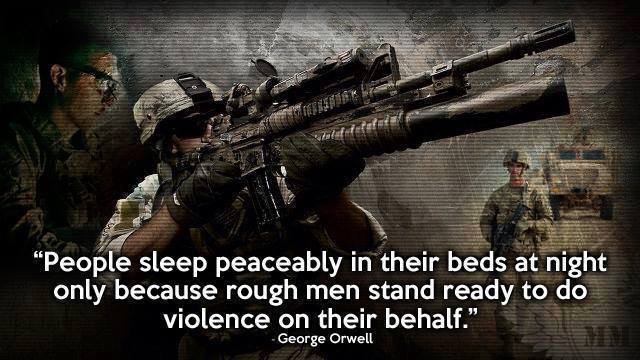 “People sleep peaceably in their beds at night
only because rough men stand ready to do
violence on their behalf.”
- George Orwell
MM